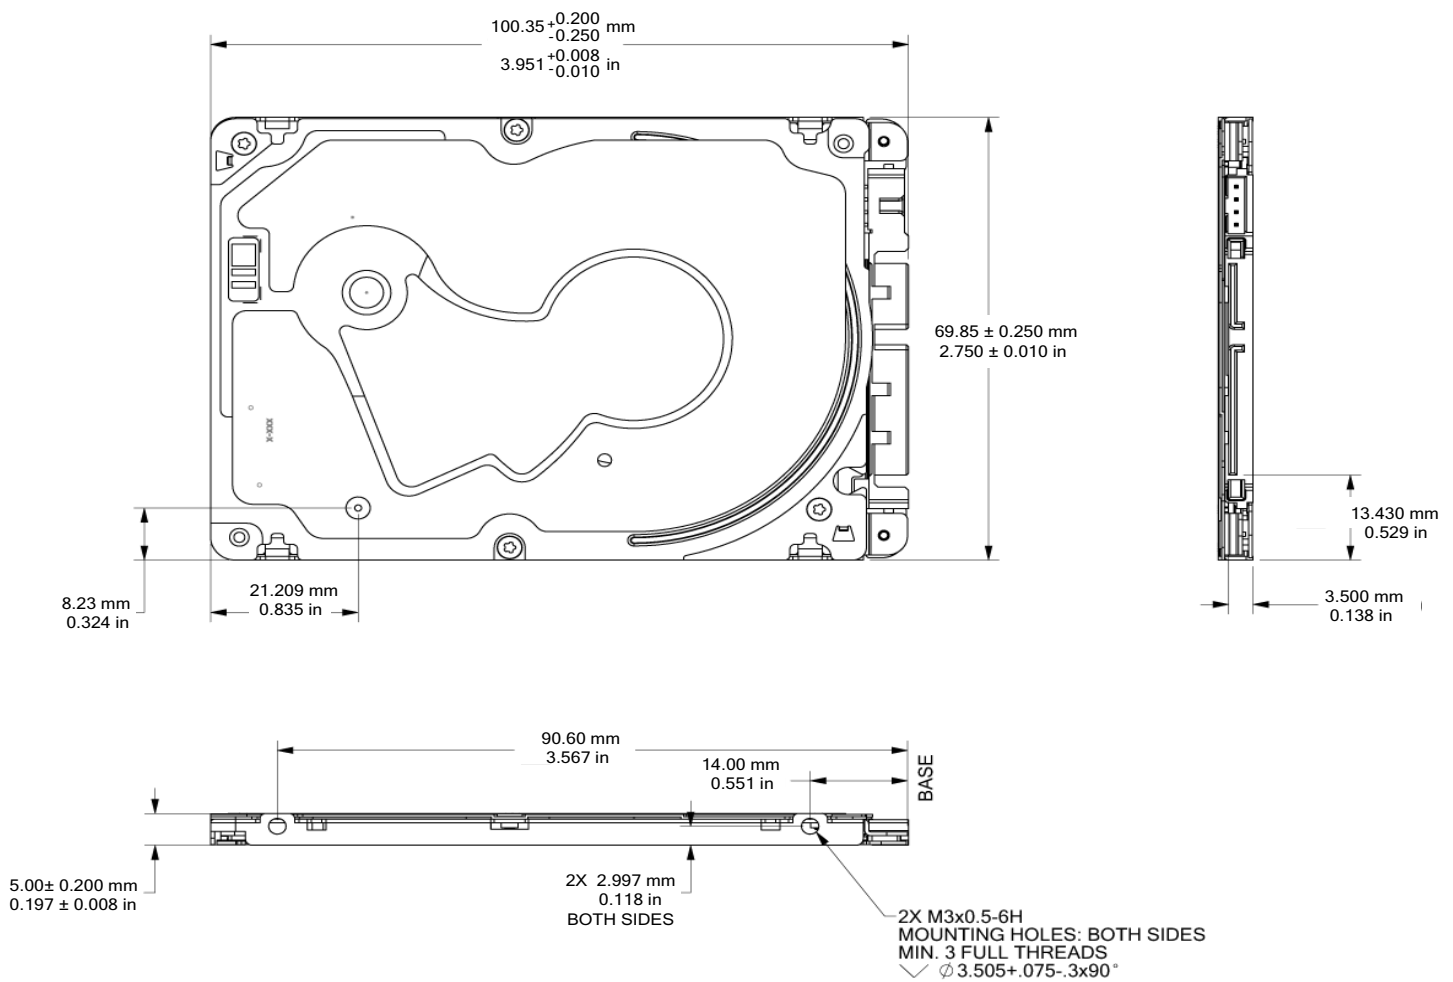 100.35 +0.200 -0.250 mm
3.951 +0.008 -0.010 in
69.85 ± 0.250 mm
2.750 ± 0.010 in
X-XXX
13.430 mm
0.529 in
21.209 mm
0.835 in
8.23 mm
0.324 in
3.500 mm
0.138 in
90.60 mm
3.567 in
14.00 mm
0.551 in
BASE
5.00± 0.200 mm
0.197 ± 0.008 in
2X 2.997 mm
0.118 in
BOTH SIDES
2X M3x0.5-6H
MOUNTING HOLES: BOTH SIDES
MIN. 3 FULL THREADS
⌵ ∅3.505+.075-.3x90°